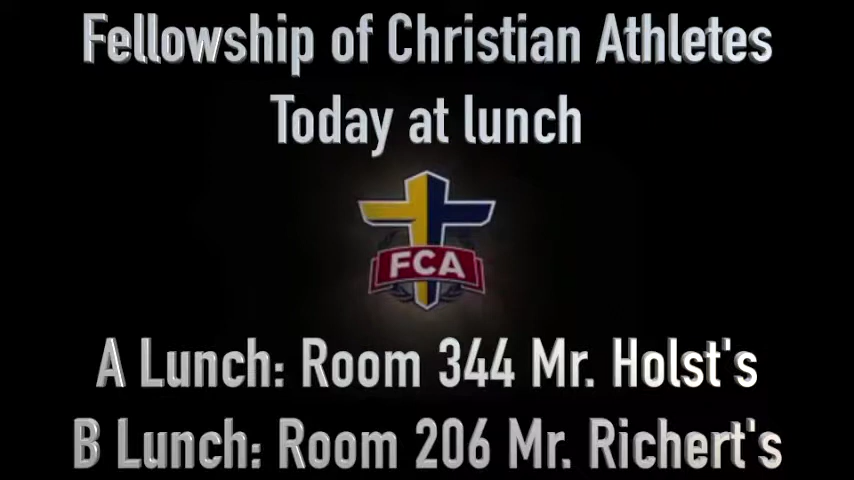 Fellowship of Christian Athletes
Today at lunch
FCA
A Lunch: Room 344 Mr. Holst's
B Lunch: Room 206 Mr. Richert's